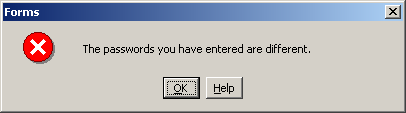 Forms
The passwords you have entered are different.
OK Help